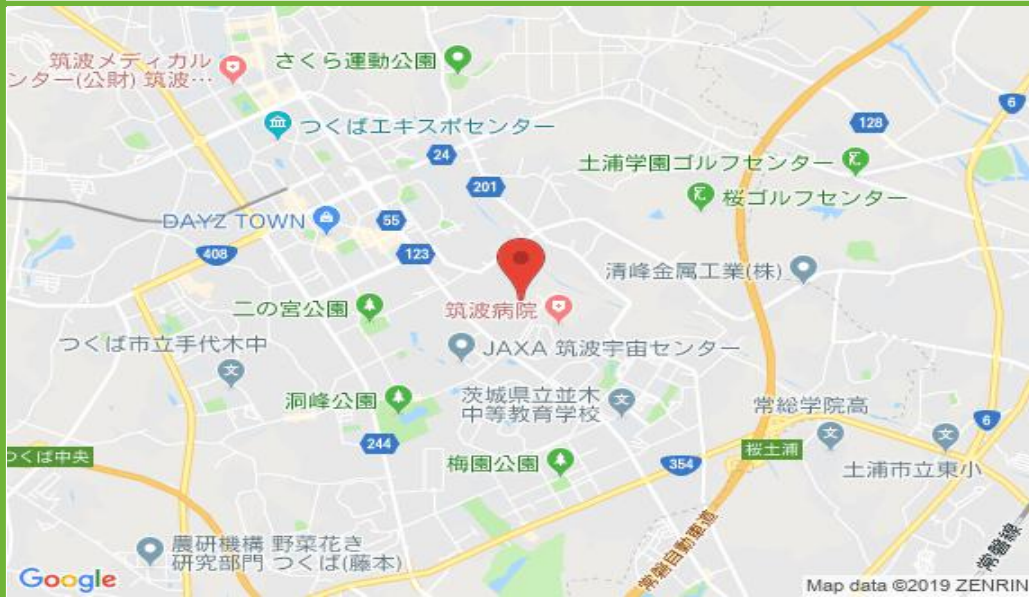 筑波メディカル
ンター(公財) 筑波…
さくら運動公園
6
128
つくばエキスポセンター
24
土浦学園ゴルフセンター
201
桜ゴルフセンター
DAYZ TOWN
55
408
123
清峰金属工業(株)
二の宮公園
筑波病院
つくば市立手代木中
JAXA 筑波宇宙センター
洞峰公園
茨城県立並木
中等教育学校
常総学院高
6
244
桜土浦
つくば中央
梅園公園
354
土浦市立東小
常磐自動車道
常磐線
農研機構 野菜花き
研究部門 つくば(藤本)
Google
Map data ©2019 ZENRIN